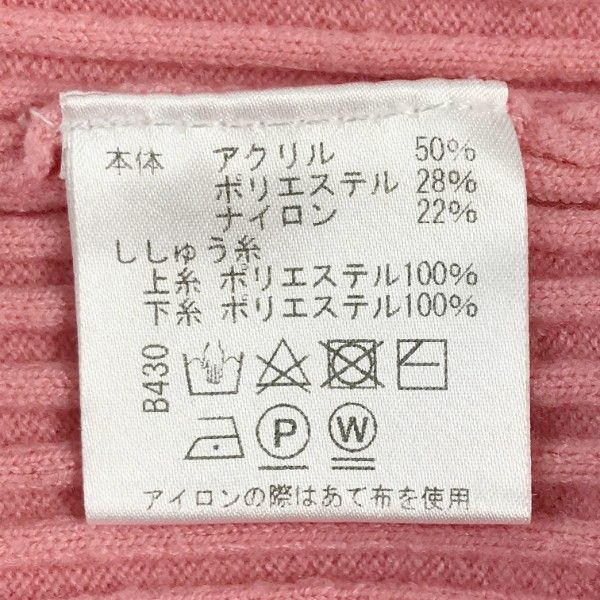 本体 アクリル 50%
ポリエステル 28%
ナイロン 22%
ししゅう糸
上糸 ポリエステル100%
下糸 ポリエステル100%
B430
P W
アイロンの際はあて布を使用